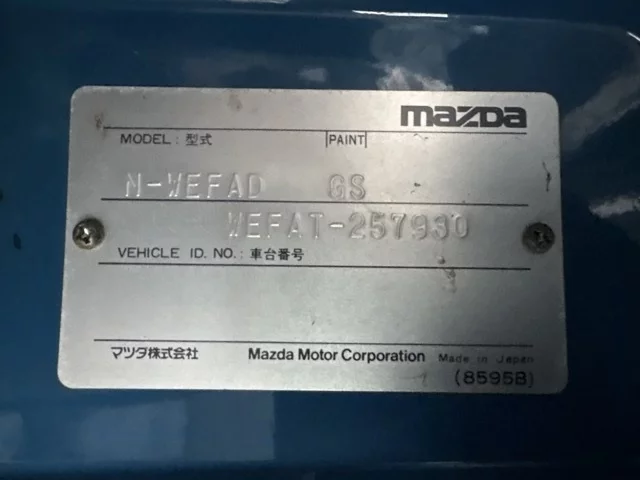 mazda
MODEL : 型式 PAINT
N-WEFAD GS
WEFAT-257930
VEHICLE ID. NO. : 車台番号
マツダ株式会社 Mazda Motor Corporation Made in Japan
(8595B)